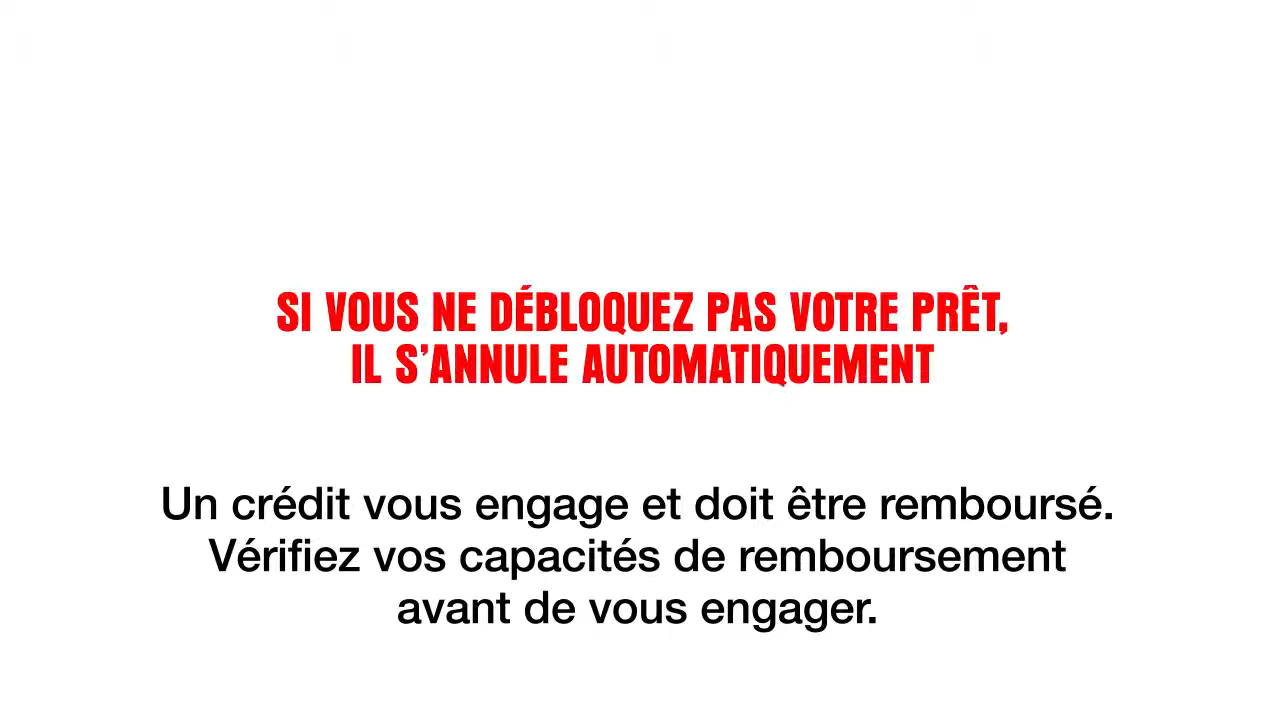 SI VOUS NE DÉBLOQUEZ PAS VOTRE PRÊT,
IL S'ANNULE AUTOMATIQUEMENT
Un crédit vous engage et doit être remboursé.
Vérifiez vos capacités de remboursement
avant de vous engager.